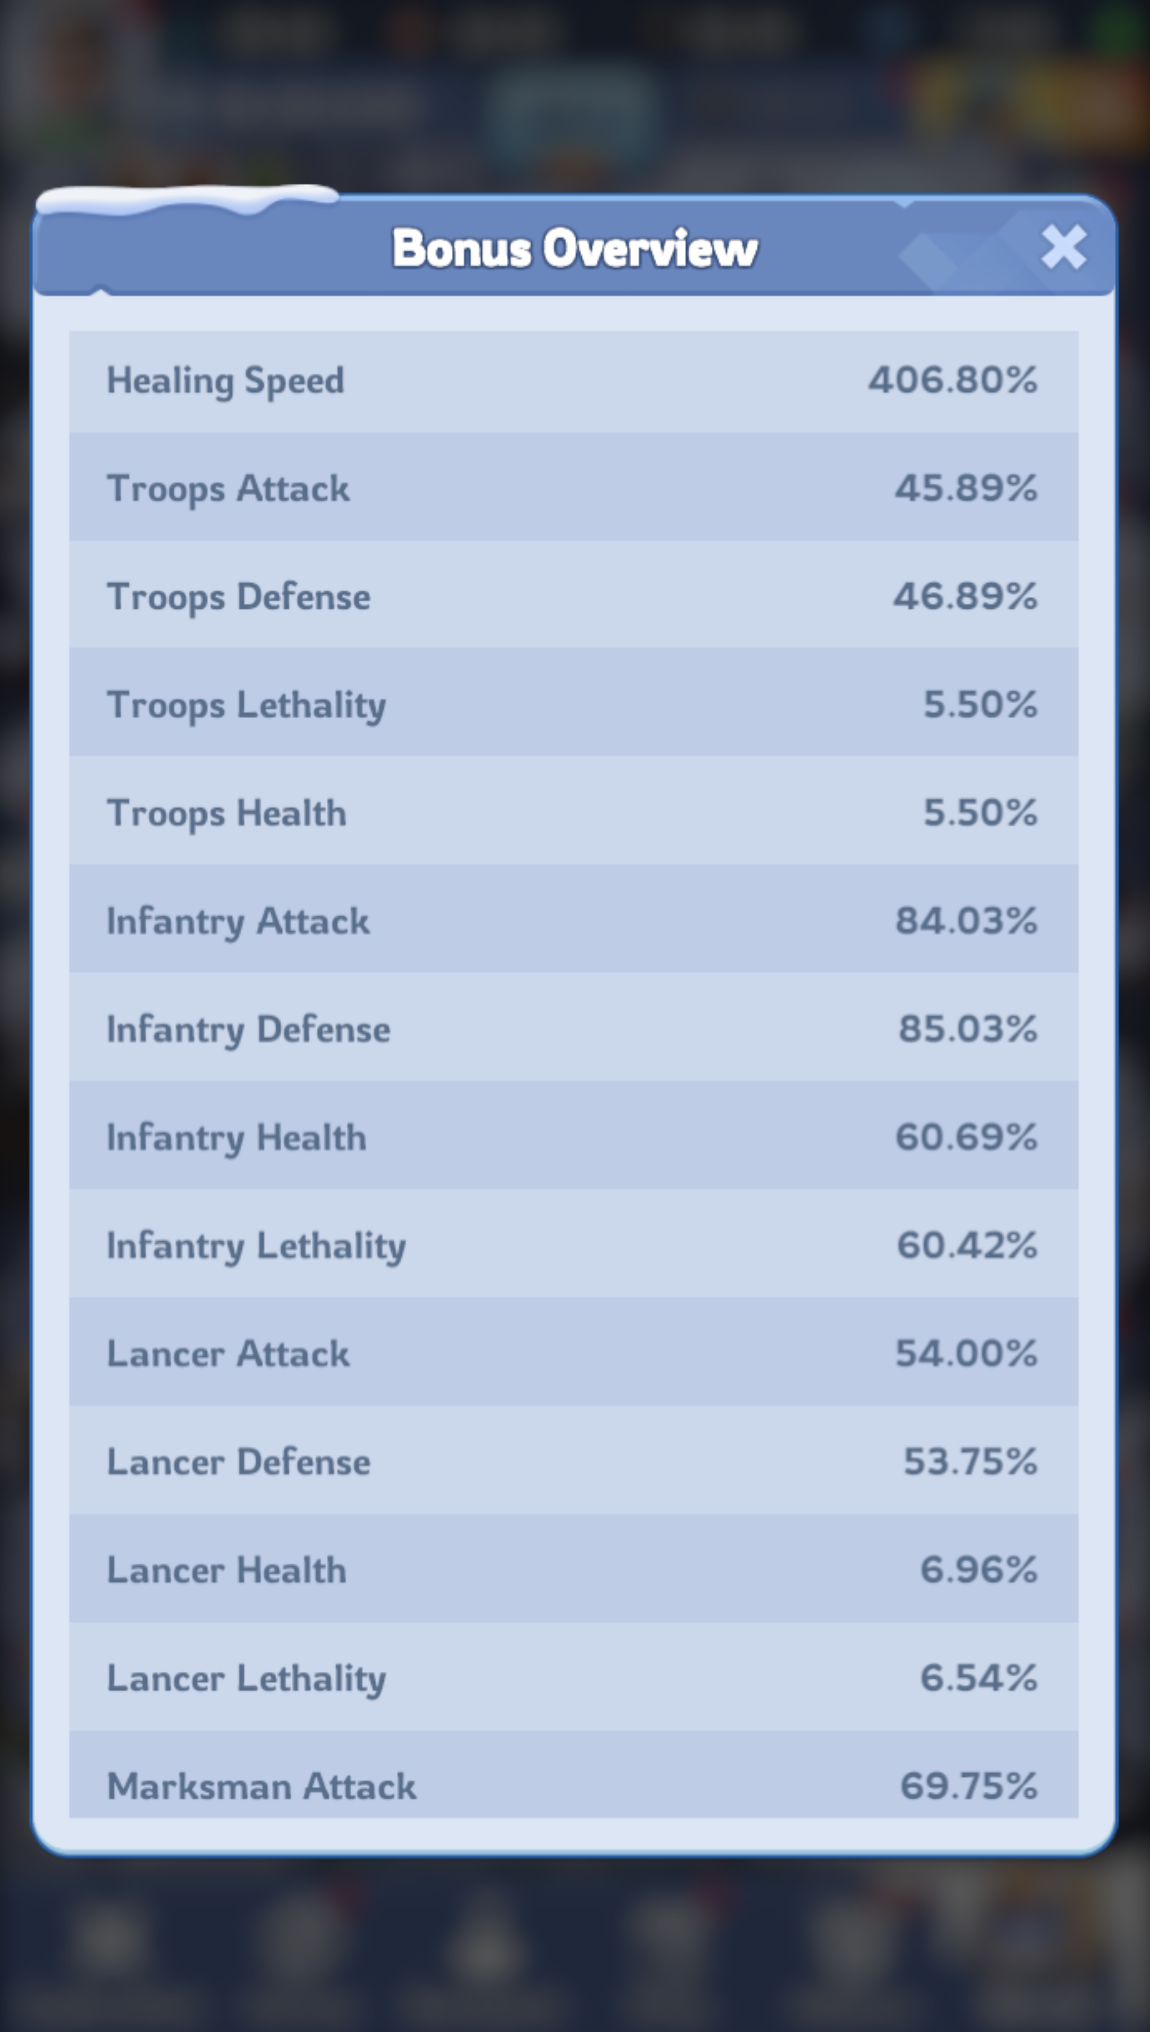 Bonus Overview
Healing Speed 406.80%
Troops Attack 45.89%
Troops Defense 46.89%
Troops Lethality 5.50%
Troops Health 5.50%
Infantry Attack 84.03%
Infantry Defense 85.03%
Infantry Health 60.69%
Infantry Lethality 60.42%
Lancer Attack 54.00%
Lancer Defense 53.75%
Lancer Health 6.96%
Lancer Lethality 6.54%
Marksman Attack 69.75%